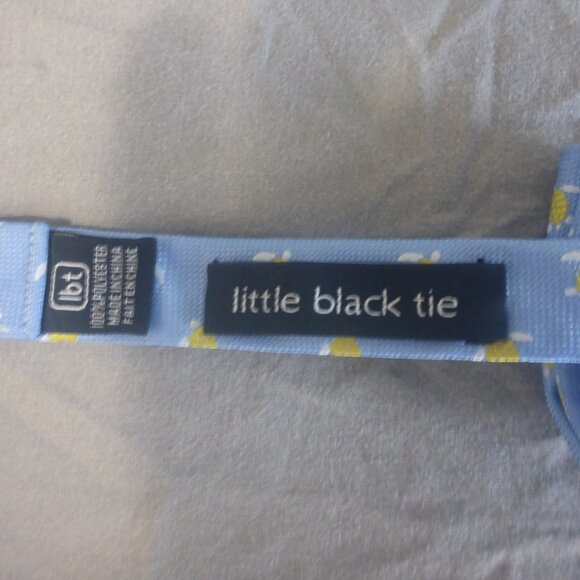 lbt
100% POLYESTER
MADE IN CHINA
FAIT EN CHINE
little black tie